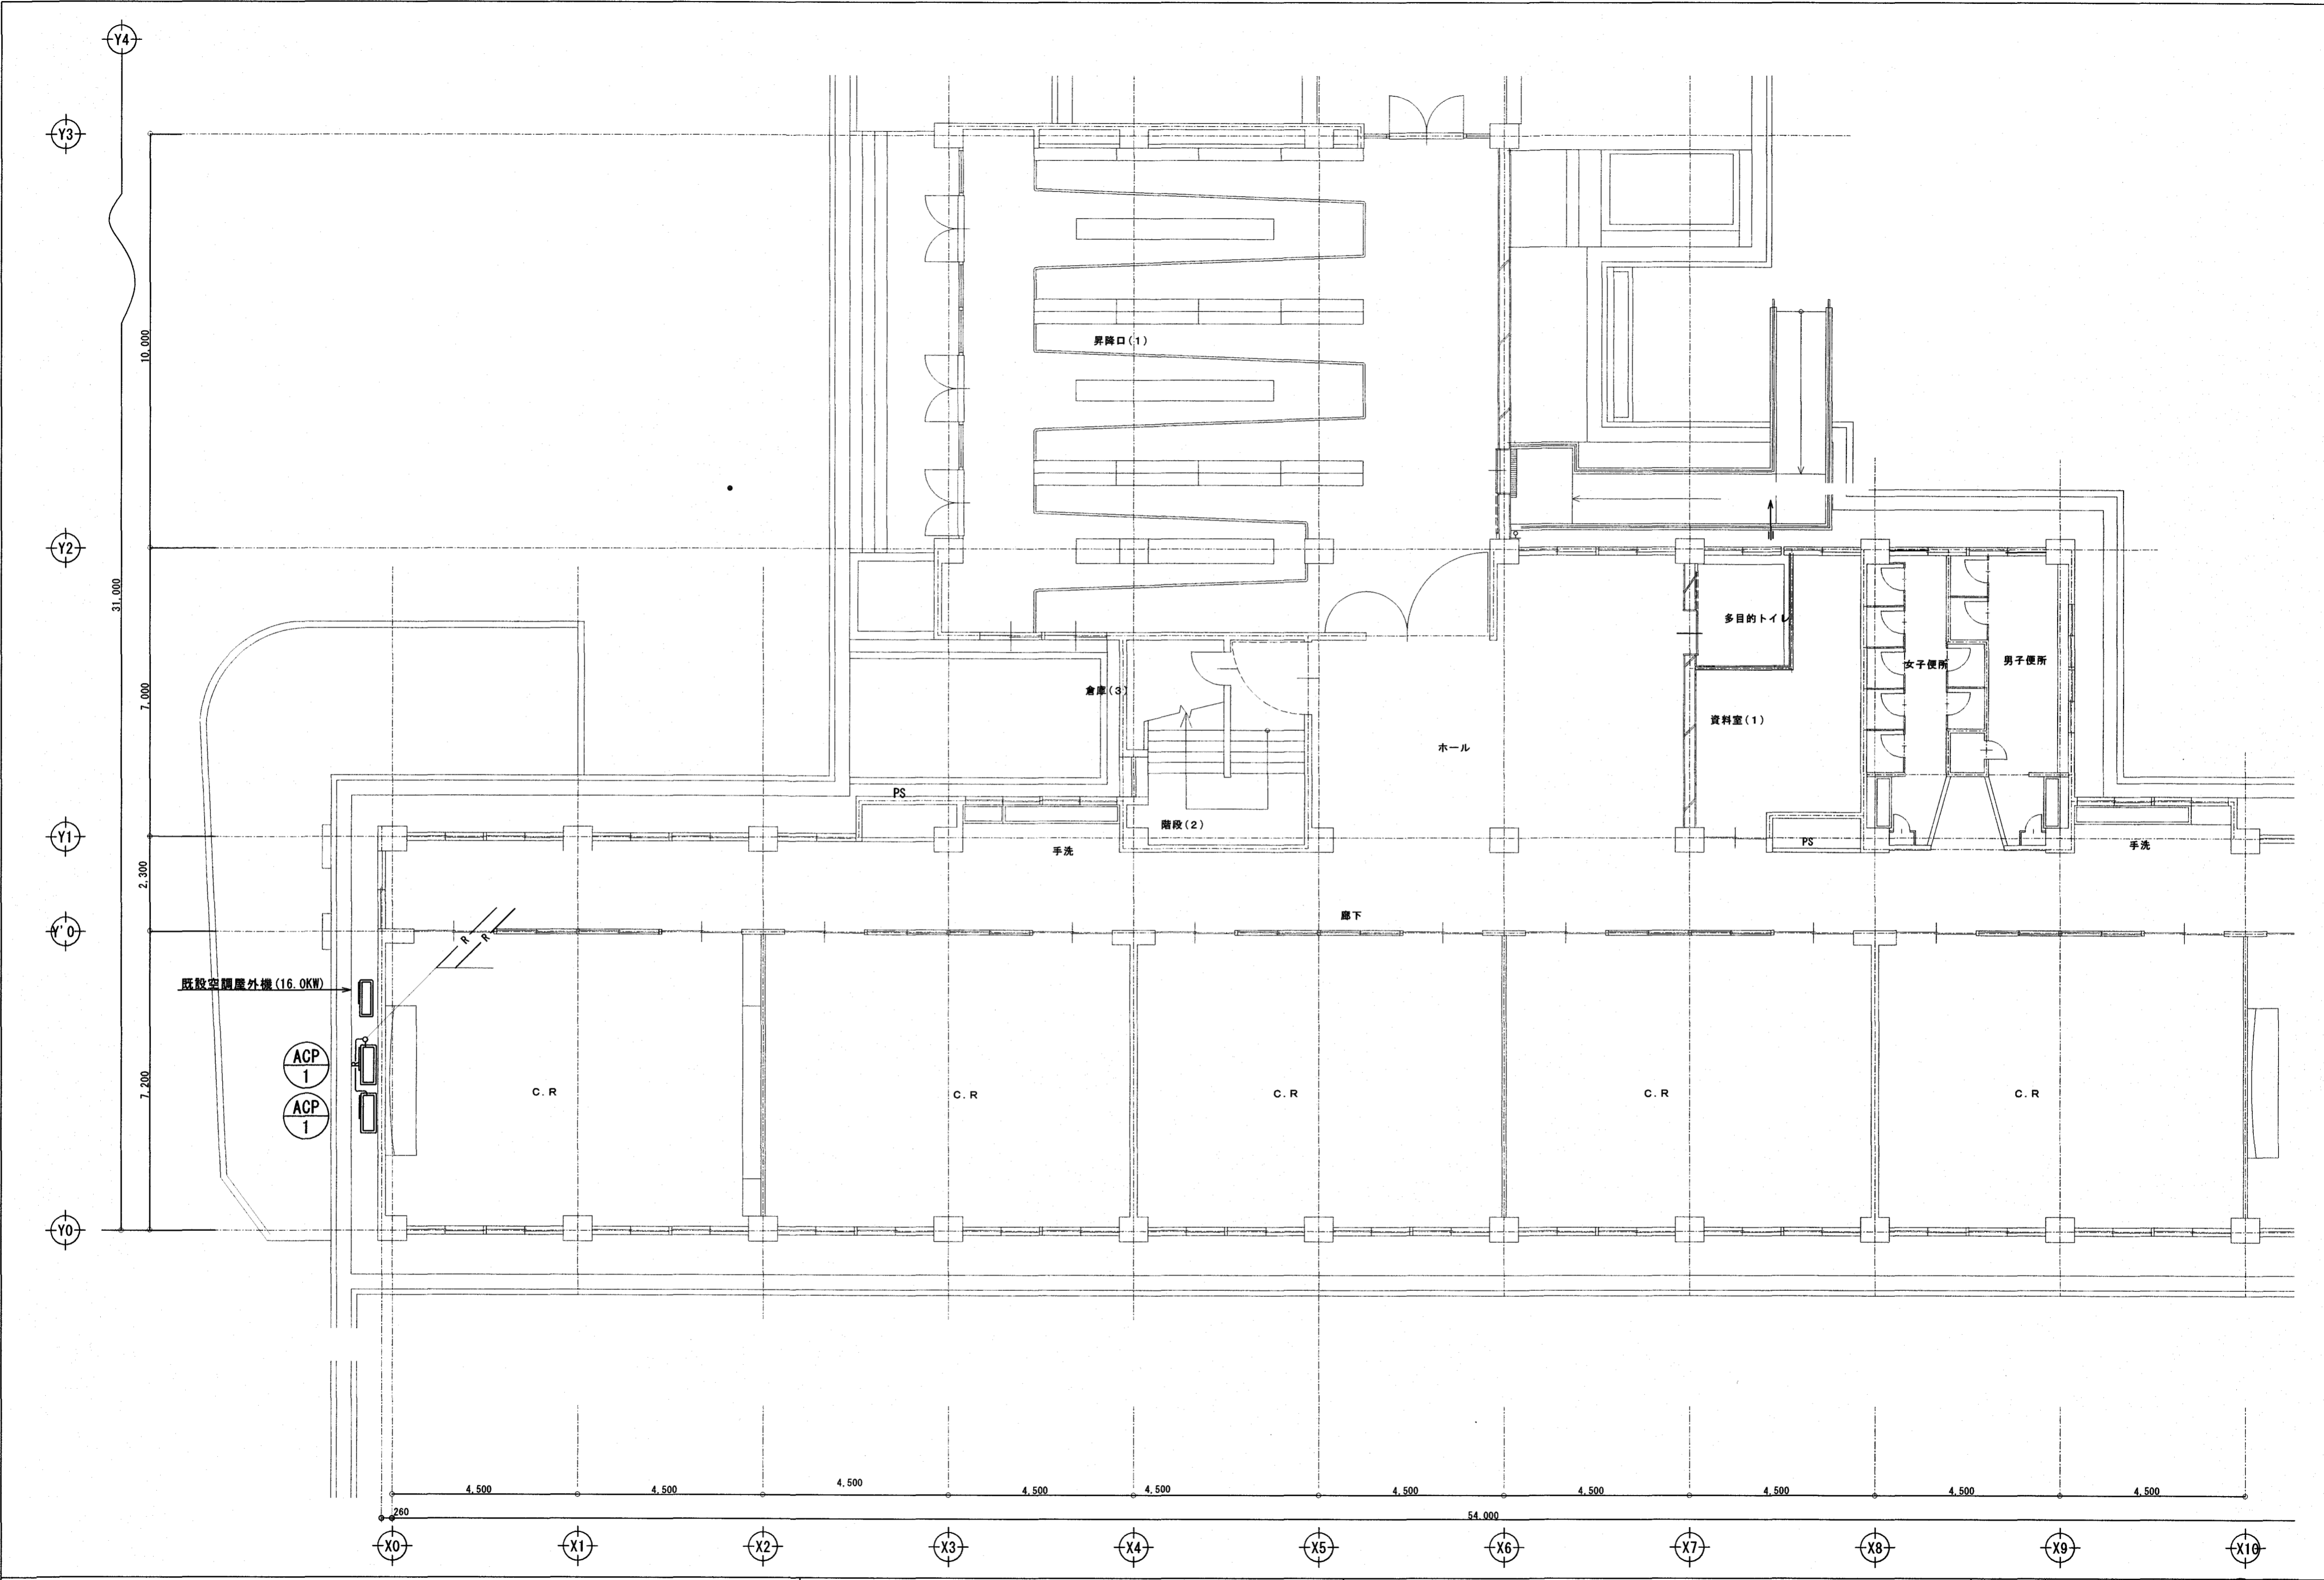 Y4
Y3
10,000
昇降口(1)
Y2
31,000
多目的トイレ
女子便所
男子便所
7,000
倉庫(3)
資料室(1)
ホール
PS
階段(2)
Y1
手洗
PS
手洗
2,300
廊下
Y'0
R
R
既設空調屋外機(16.0KW)
ACP
1
7,200
C.R
C.R
C.R
C.R
C.R
ACP
1
Y0
4,500
4,500
4,500
4,500
4,500
4,500
4,500
4,500
4,500
4,500
260
54.000
X0
X1
X2
X3
X4
X5
X6
X7
X8
X9
X10